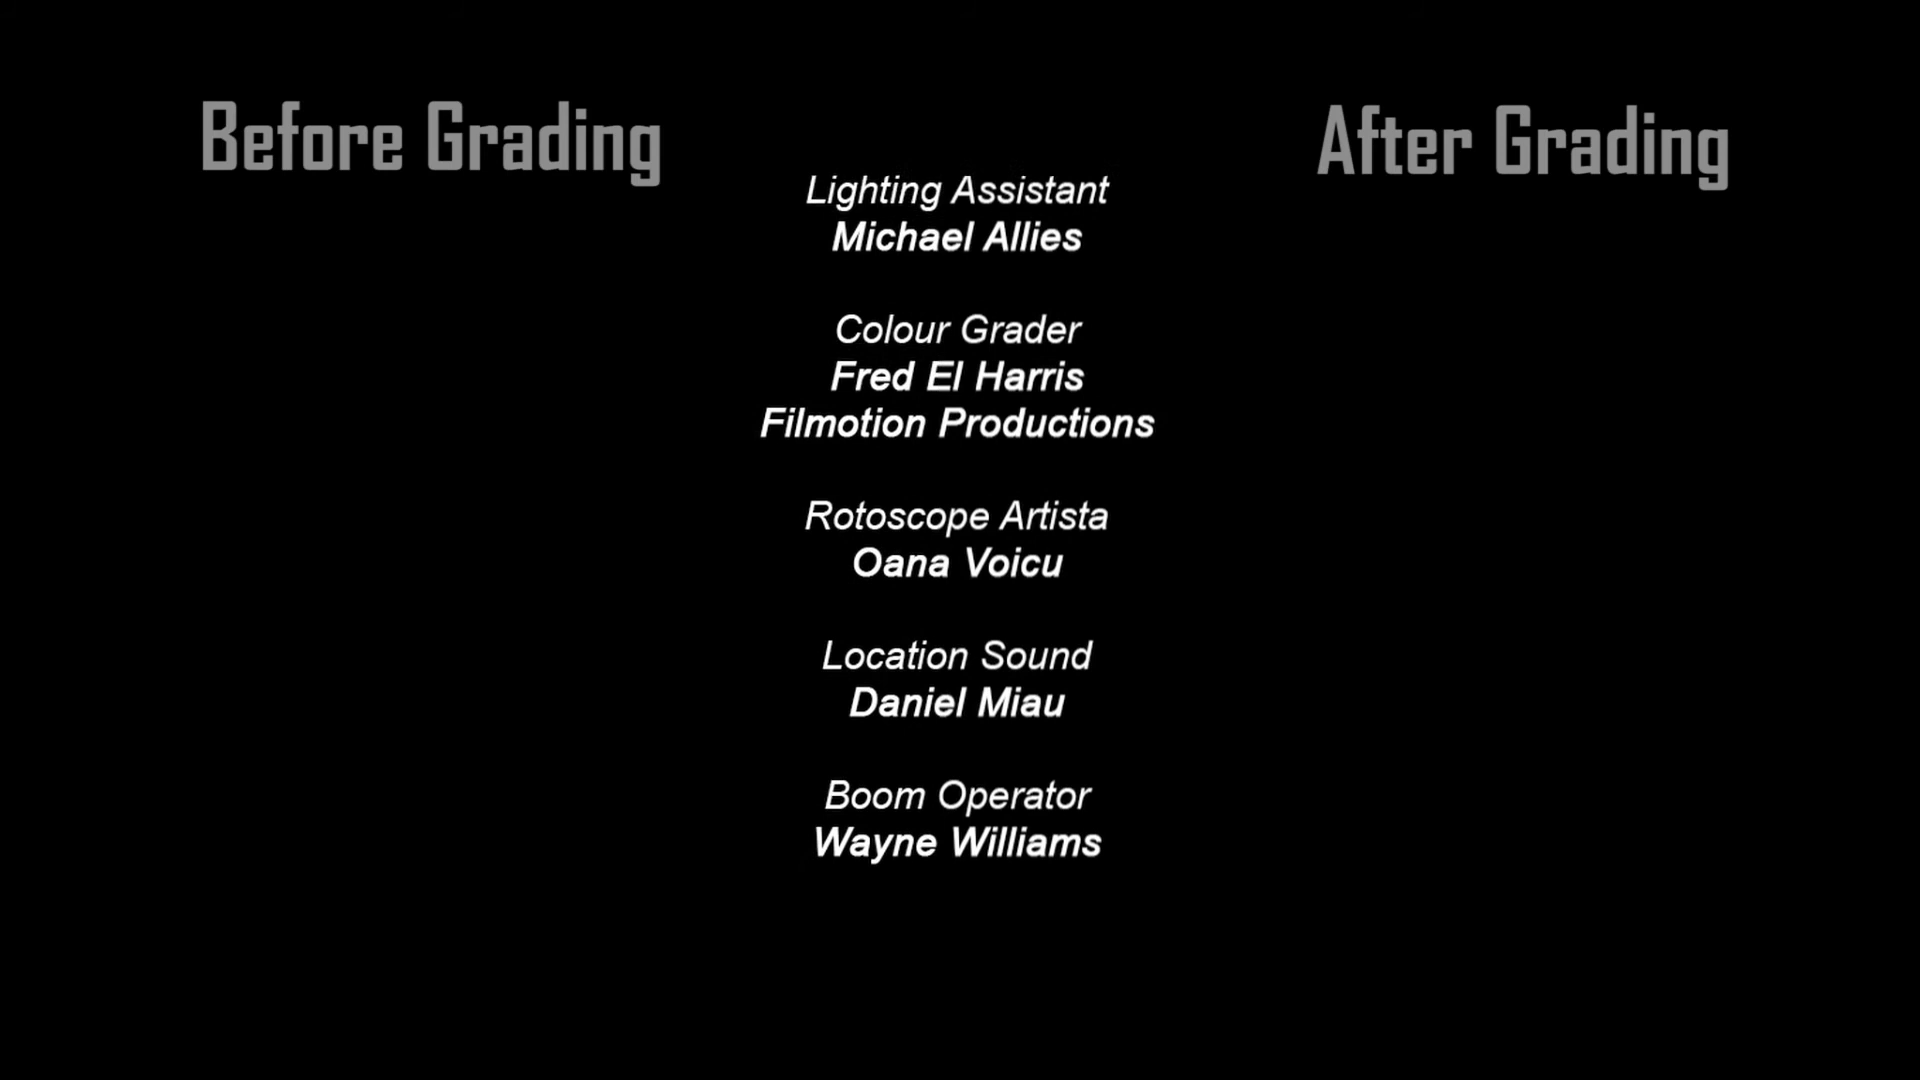 Before Grading
After Grading
Lighting Assistant
Michael Allies
Colour Grader
Fred El Harris
Filmotion Productions
Rotoscope Artista
Oana Voicu
Location Sound
Daniel Miau
Boom Operator
Wayne Williams